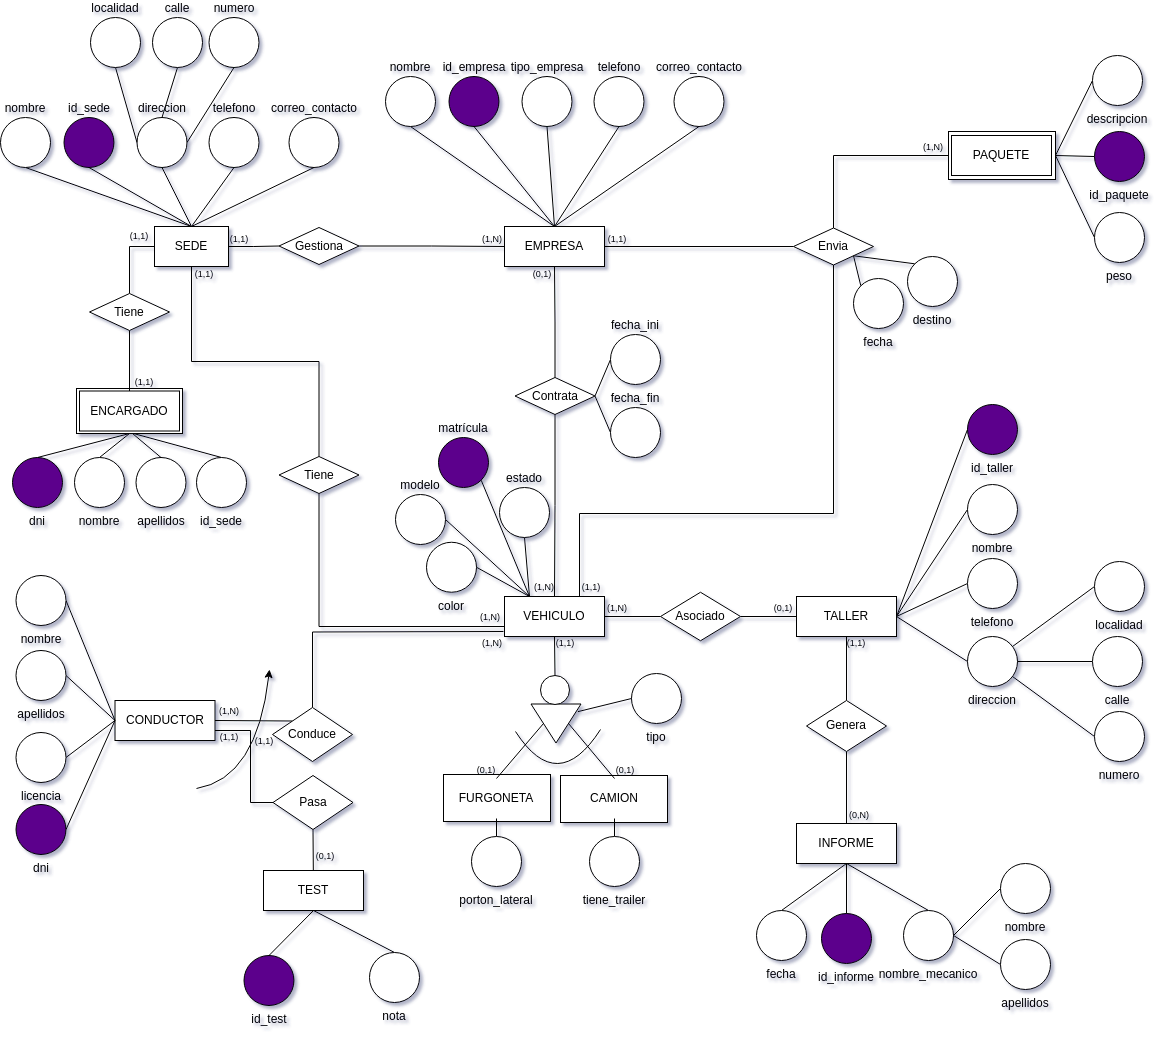 localidad
calle
numero
nombre
id_sede
direccion
telefono
correo_contacto
nombre
id_empresa
tipo_empresa
telefono
correo_contacto
descripcion
id_paquete
peso
PAQUETE
(1,N)
(1,1)
SEDE
(1,1)
Gestiona
(1,N)
EMPRESA
(1,1)
Envia
(1,1)
(0,1)
destino
fecha
Tiene
(1,1)
ENCARGADO
dni
nombre
apellidos
id_sede
fecha_ini
Contrata
fecha_fin
Tiene
matrícula
modelo
estado
color
(1,N)
(1,1)
(1,N)
VEHICULO
(1,N)
Asociado
(0,1)
TALLER
(1,N)
(1,1)
(1,1)
id_taller
nombre
telefono
direccion
localidad
calle
numero
nombre
apellidos
licencia
dni
CONDUCTOR
(1,N)
(1,1)
(1,1)
Conduce
Pasa
(0,1)
TEST
id_test
nota
tipo
(0,1)
(0,1)
FURGONETA
CAMION
porton_lateral
tiene_trailer
Genera
(0,N)
INFORME
fecha
id_informe
nombre_mecanico
nombre
apellidos